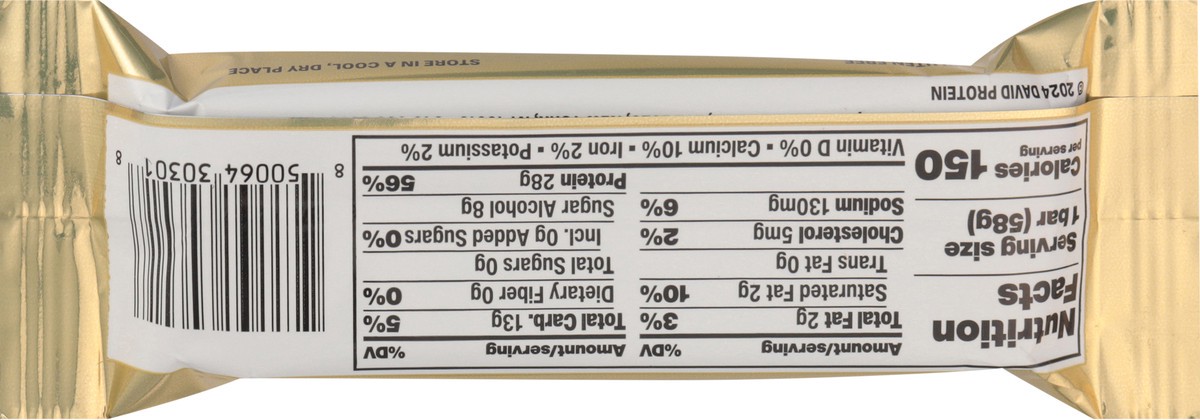 Nutrition
Facts
Serving size
1 bar (58g)
Calories 150
per serving
Amount/serving %DV
Total Fat 2g 3%
Saturated Fat 2g 10%
Trans Fat 0g
Cholesterol 5mg 2%
Sodium 130mg 6%
Amount/serving %DV
Total Carb. 13g 5%
Dietary Fiber 0g 0%
Total Sugars 0g
Incl. 0g Added Sugars 0%
Sugar Alcohol 8g
Protein 28g 56%
Vitamin D 0% • Calcium 10% • Iron 2% • Potassium 2%
8 50064 30301 8
© 2024 DAVID PROTEIN
STORE IN A COOL, DRY PLACE